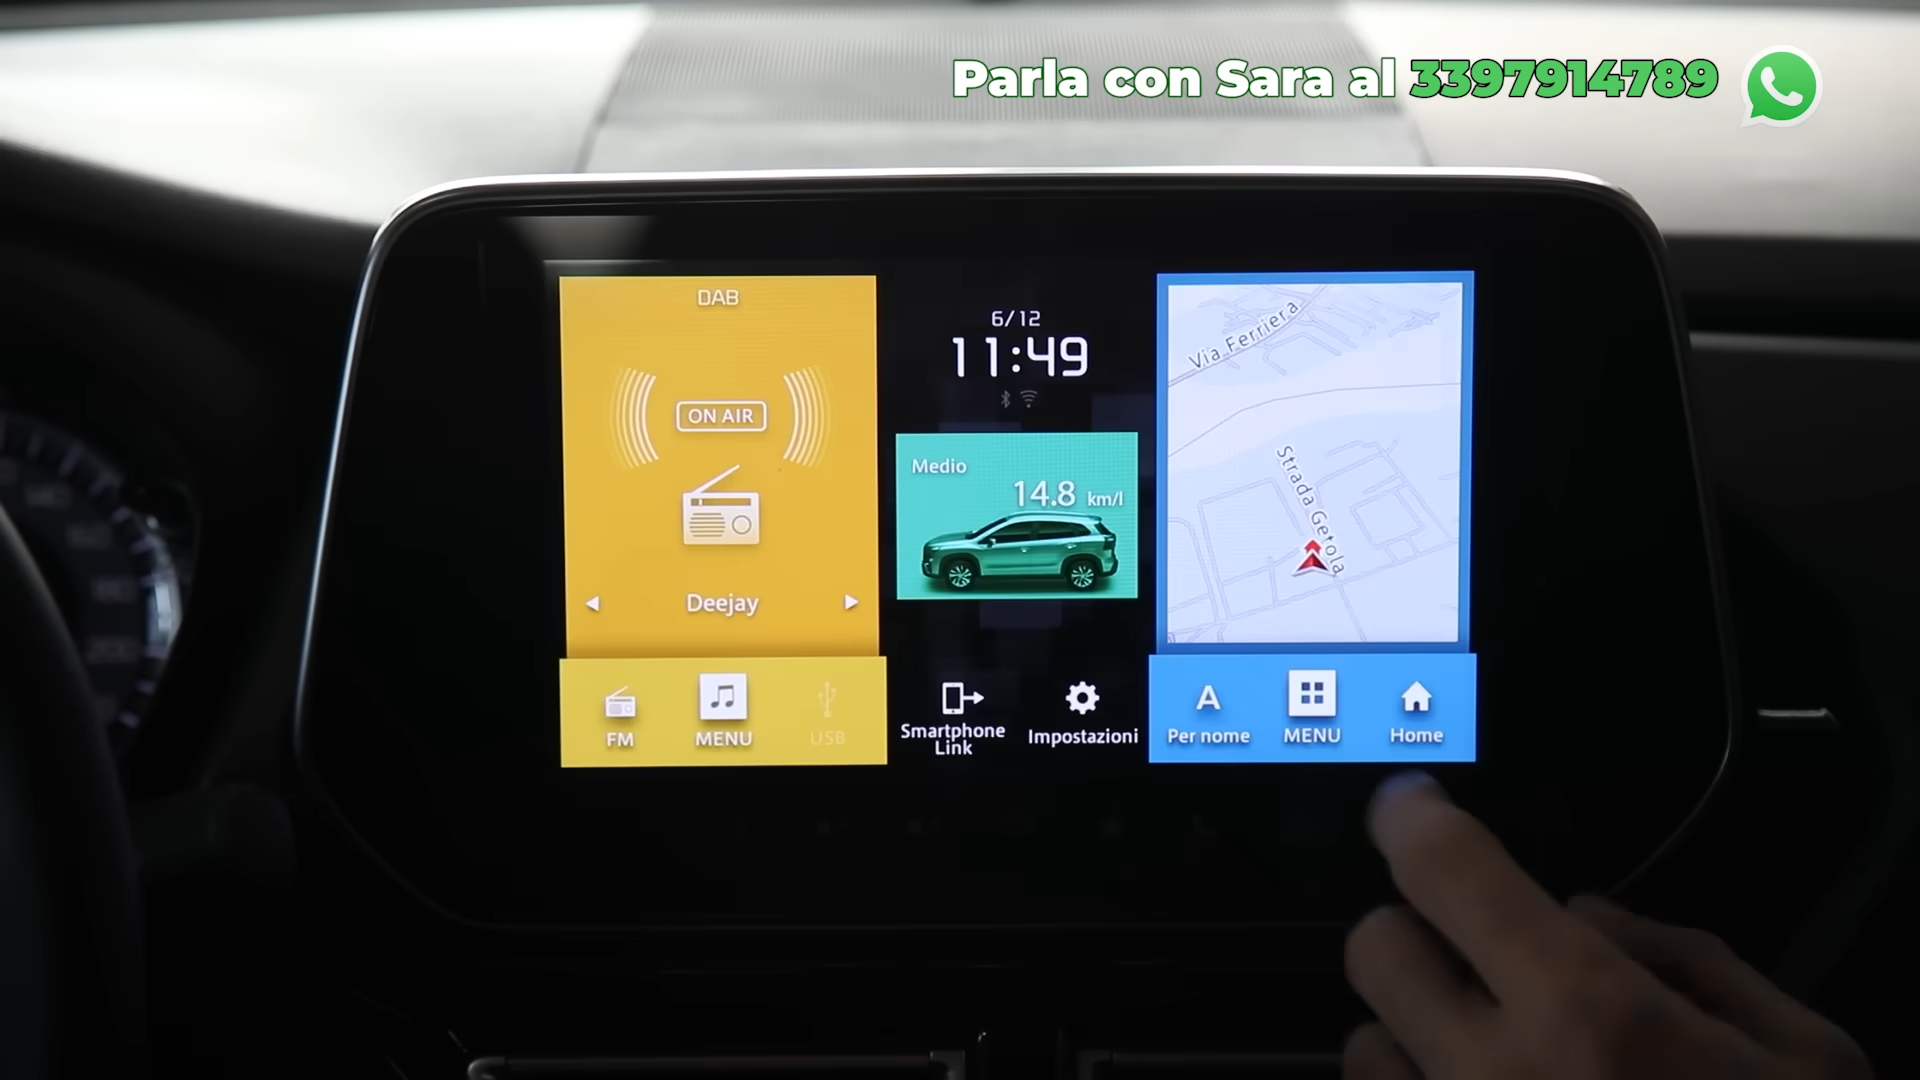 Parla con Sara al 3397914789
DAB
ON AIR
Deejay
FM
MENU
USB
6/12
11:49
Medio
14.8 km/l
Smartphone
Link
Impostazioni
Via Ferriera
Strada Getola
Per nome
MENU
Home